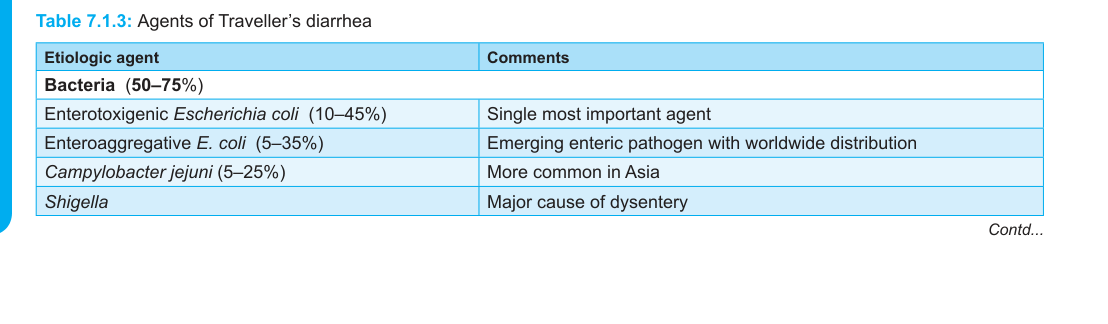 Table 7.1.3: Agents of Traveller’s diarrhea
Etiologic agent Comments
Bacteria (50–75%)
Enterotoxigenic Escherichia coli (10–45%) Single most important agent
Enteroaggregative E. coli (5–35%) Emerging enteric pathogen with worldwide distribution
Campylobacter jejuni (5–25%) More common in Asia
Shigella Major cause of dysentery
Contd...